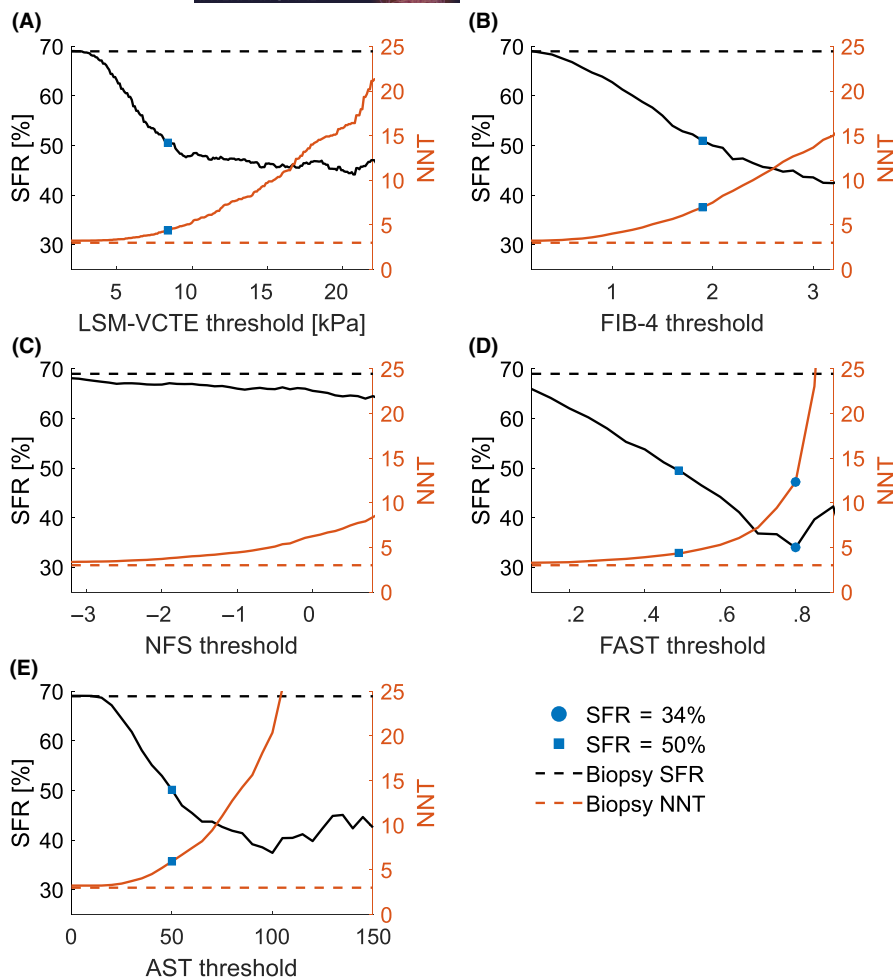 (A)
70
60
50
40
30
SFR [%]
25
20
15
10
5
0
NNT
5 10 15 20
LSM-VCTE threshold [kPa]
(B)
70
60
50
40
30
SFR [%]
25
20
15
10
5
0
NNT
1 2 3
FIB-4 threshold
(C)
70
60
50
40
30
SFR [%]
25
20
15
10
5
0
NNT
–3 –2 –1 0
NFS threshold
(D)
70
60
50
40
30
SFR [%]
25
20
15
10
5
0
NNT
.2 .4 .6 .8
FAST threshold
(E)
70
60
50
40
30
SFR [%]
25
20
15
10
5
0
NNT
0 50 100 150
AST threshold
SFR = 34%
SFR = 50%
Biopsy SFR
Biopsy NNT